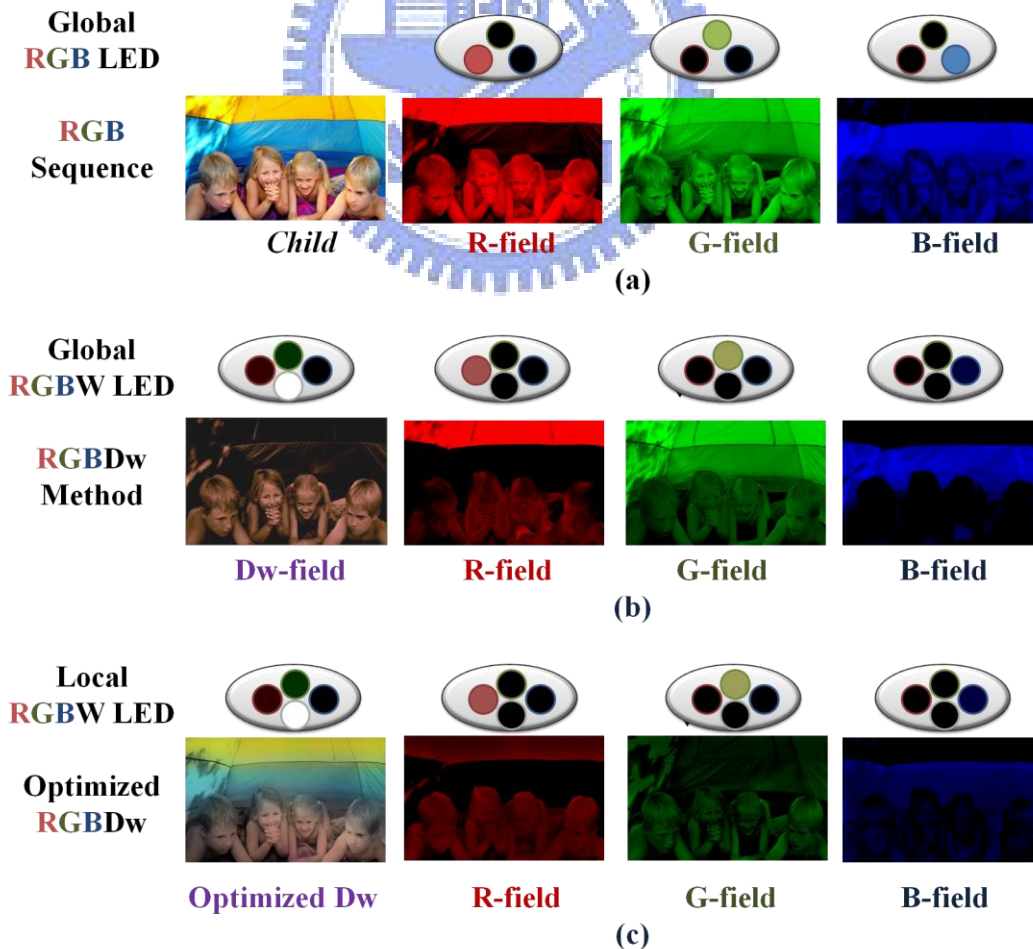 Global
RGB LED
RGB
Sequence
Child R-field G-field B-field
(a)
Global
RGBW LED
RGBDw
Method
Dw-field R-field G-field B-field
(b)
Local
RGBW LED
Optimized
RGBDw
Optimized Dw R-field G-field B-field
(c)